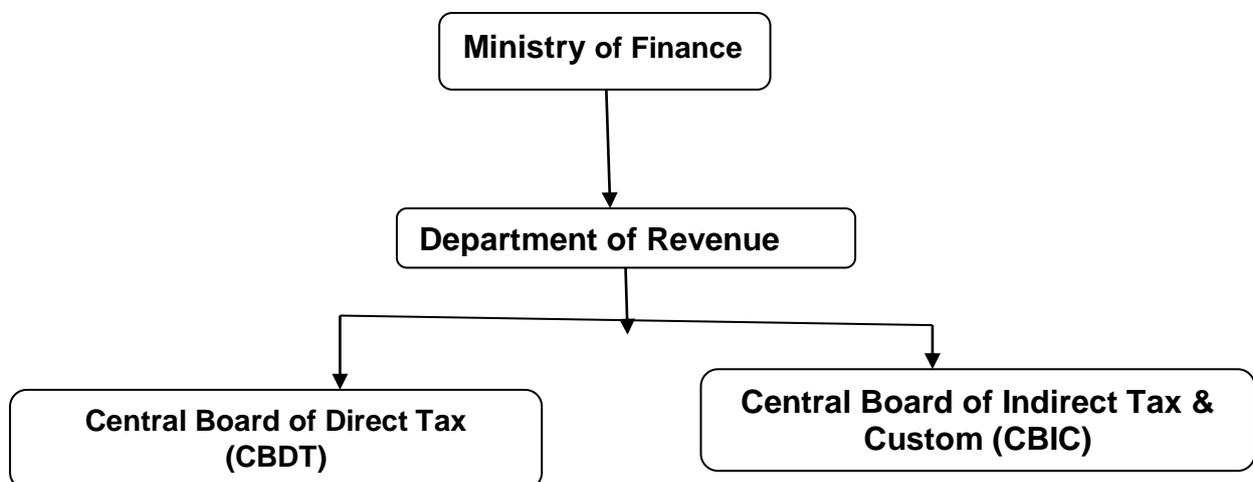 Ministry of Finance
Department of Revenue
Central Board of Direct Tax
(CBDT)
Central Board of Indirect Tax &
Custom (CBIC)